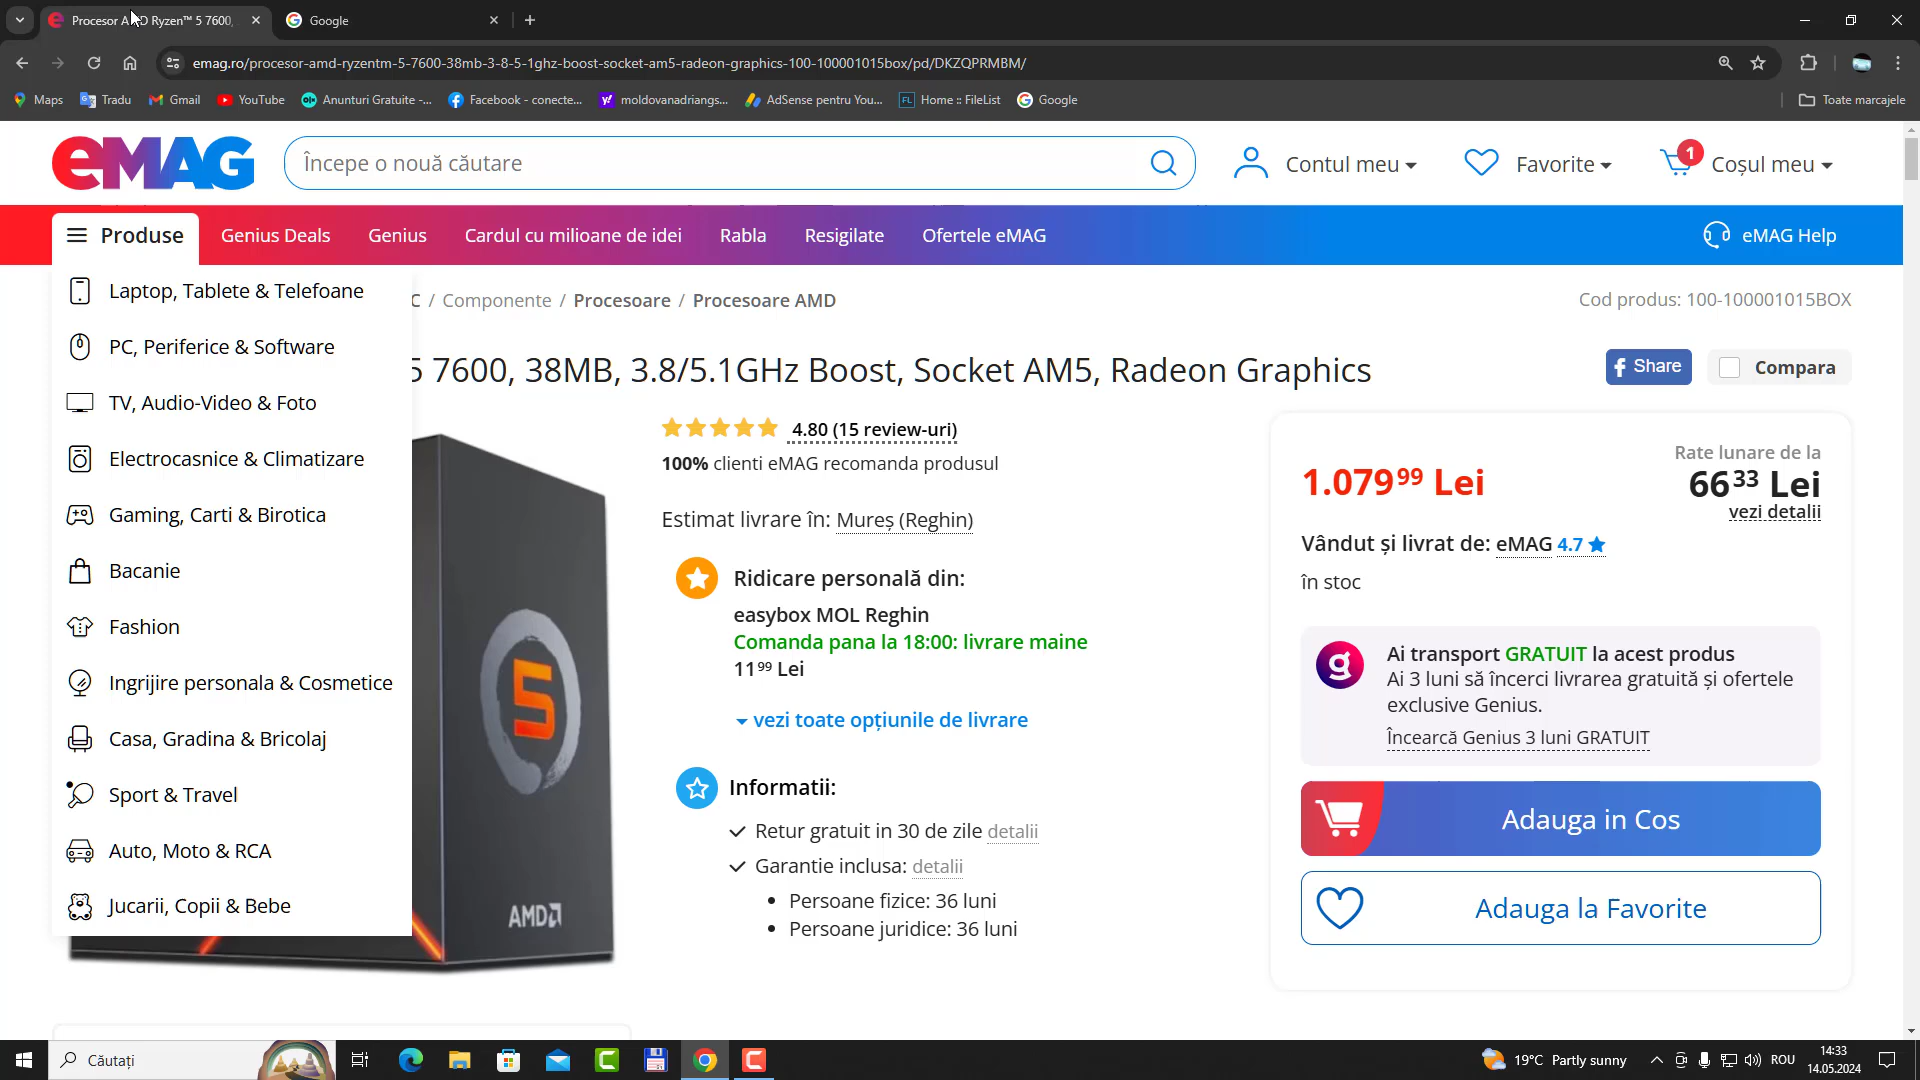 Procesor AMD Ryzen™ 5 7600,
Google
emag.ro/procesor-amd-ryzentm-5-7600-38mb-3-8-5-1ghz-boost-socket-am5-radeon-graphics-100-100001015box/pd/DKZQPRMBM/
Maps
Tradu
Gmail
YouTube
Anunturi Gratuite -...
Facebook - conecte...
moldovanadriangs...
AdSense pentru You...
FL
Home :: FileList
Google
Toate marcajele
eMAG
Începe o nouă căutare
Contul meu
Favorite
1
Coșul meu
Produse
Genius Deals
Genius
Cardul cu milioane de idei
Rabla
Resigilate
Ofertele eMAG
eMAG Help
Laptop, Tablete & Telefoane
PC, Periferice & Software
TV, Audio-Video & Foto
Electrocasnice & Climatizare
Gaming, Carti & Birotica
Bacanie
Fashion
Ingrijire personala & Cosmetice
Casa, Gradina & Bricolaj
Sport & Travel
Auto, Moto & RCA
Jucarii, Copii & Bebe
C / Componente / Procesoare / Procesoare AMD
Cod produs: 100-100001015BOX
5 7600, 38MB, 3.8/5.1GHz Boost, Socket AM5, Radeon Graphics
Share
Compara
5
AMD
4.80 (15 review-uri)
100% clienti eMAG recomanda produsul
Estimat livrare în: Mureș (Reghin)
Ridicare personală din:
easybox MOL Reghin
Comanda pana la 18:00: livrare maine
11⁹⁹ Lei
vezi toate opțiunile de livrare
Informatii:
Retur gratuit in 30 de zile detalii
Garantie inclusa: detalii
Persoane fizice: 36 luni
Persoane juridice: 36 luni
1.079⁹⁹ Lei
Rate lunare de la
66³³ Lei
vezi detalii
Vândut și livrat de: eMAG 4.7
în stoc
g
Ai transport GRATUIT la acest produs
Ai 3 luni să încerci livrarea gratuită și ofertele
exclusive Genius.
Încearcă Genius 3 luni GRATUIT
Adauga in Cos
Adauga la Favorite
Căutați
19°C Partly sunny
ROU
14:33
14.05.2024